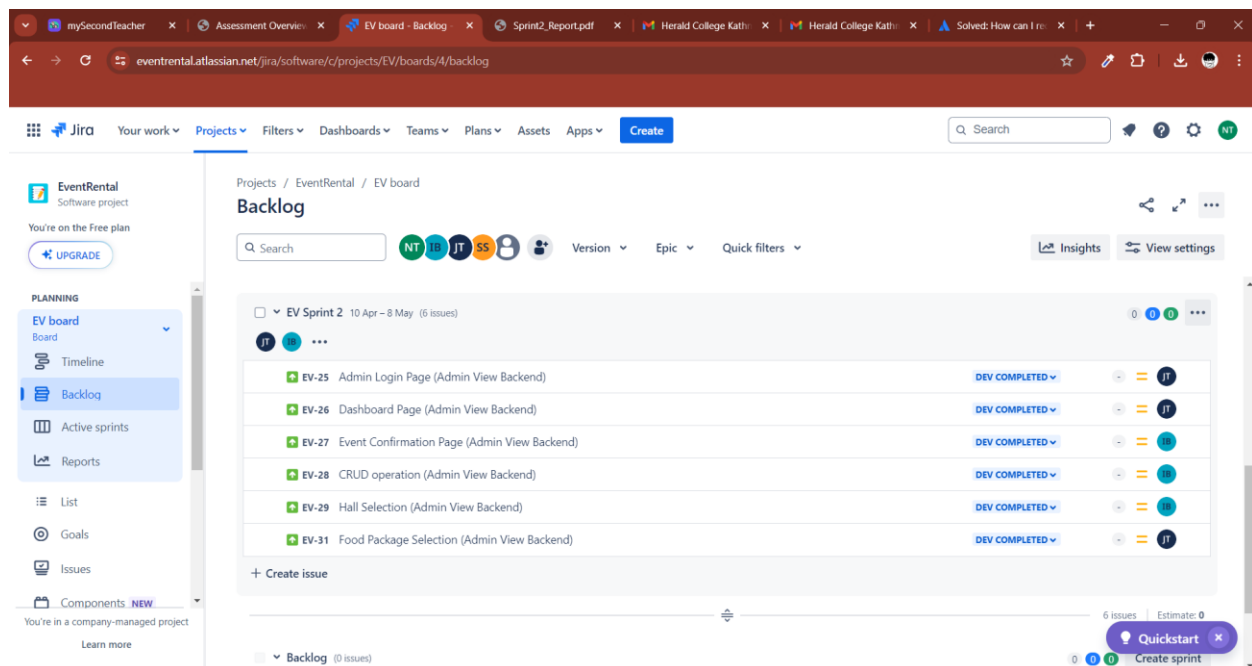 mySecondTeacher
Assessment Overview
EV board - Backlog -
Sprint2_Report.pdf
Herald College Kath
Herald College Kath
Solved: How can I re
eventrental.atlassian.net/jira/software/c/projects/EV/boards/4/backlog
Jira Your work Projects Filters Dashboards Teams Plans Assets Apps Create Search NT
EventRental
Software project
You're on the Free plan
UPGRADE
PLANNING
EV board
Board
Timeline
Backlog
Active sprints
Reports
List
Goals
Issues
Components NEW
You're in a company-managed project
Learn more
Projects / EventRental / EV board
Backlog
Search NT IB JT SS Version Epic Quick filters Insights View settings
EV Sprint 2 10 Apr – 8 May (6 issues) 0 0 0
JT IB
EV-25 Admin Login Page (Admin View Backend) DEV COMPLETED - JT
EV-26 Dashboard Page (Admin View Backend) DEV COMPLETED - JT
EV-27 Event Confirmation Page (Admin View Backend) DEV COMPLETED - IB
EV-28 CRUD operation (Admin View Backend) DEV COMPLETED - IB
EV-29 Hall Selection (Admin View Backend) DEV COMPLETED - IB
EV-31 Food Package Selection (Admin View Backend) DEV COMPLETED - JT
+ Create issue
6 issues Estimate: 0
Quickstart
Backlog (0 issues) 0 0 0 Create sprint